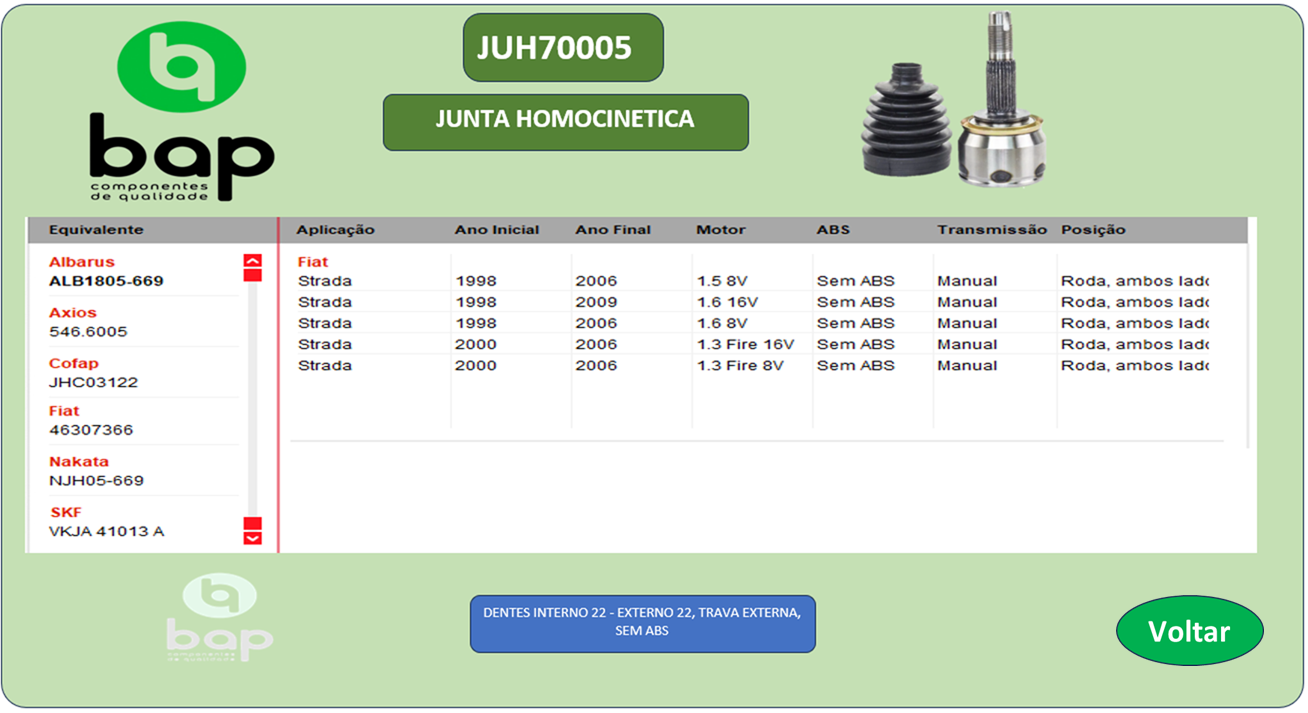 bap
componentes
de qualidade
JUH70005
JUNTA HOMOCINETICA
Equivalente
Albarus
ALB1805-669
Axios
546.6005
Cofap
JHC03122
Fiat
46307366
Nakata
NJH05-669
SKF
VKJA 41013 A
Aplicação Ano Inicial Ano Final Motor ABS Transmissão Posição
Fiat
Strada 1998 2006 1.5 8V Sem ABS Manual Roda, ambos lado
Strada 1998 2009 1.6 16V Sem ABS Manual Roda, ambos lado
Strada 1998 2006 1.6 8V Sem ABS Manual Roda, ambos lado
Strada 2000 2006 1.3 Fire 16V Sem ABS Manual Roda, ambos lado
Strada 2000 2006 1.3 Fire 8V Sem ABS Manual Roda, ambos lado
bap
componentes
de qualidade
DENTES INTERNO 22 - EXTERNO 22, TRAVA EXTERNA,
SEM ABS
Voltar